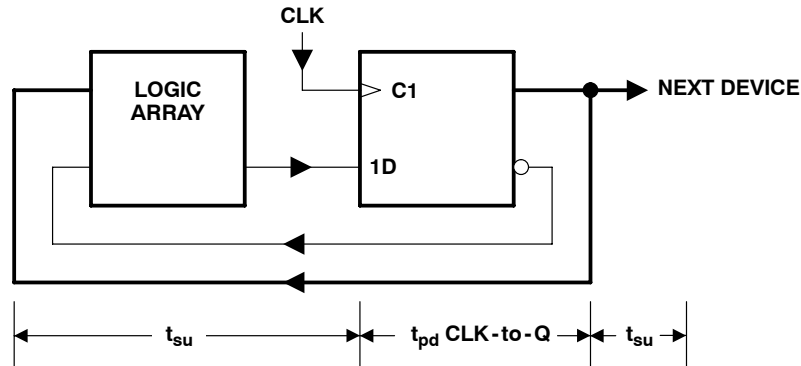 CLK
LOGIC
ARRAY
C1
1D
NEXT DEVICE
tsu
tpd CLK-to-Q
tsu